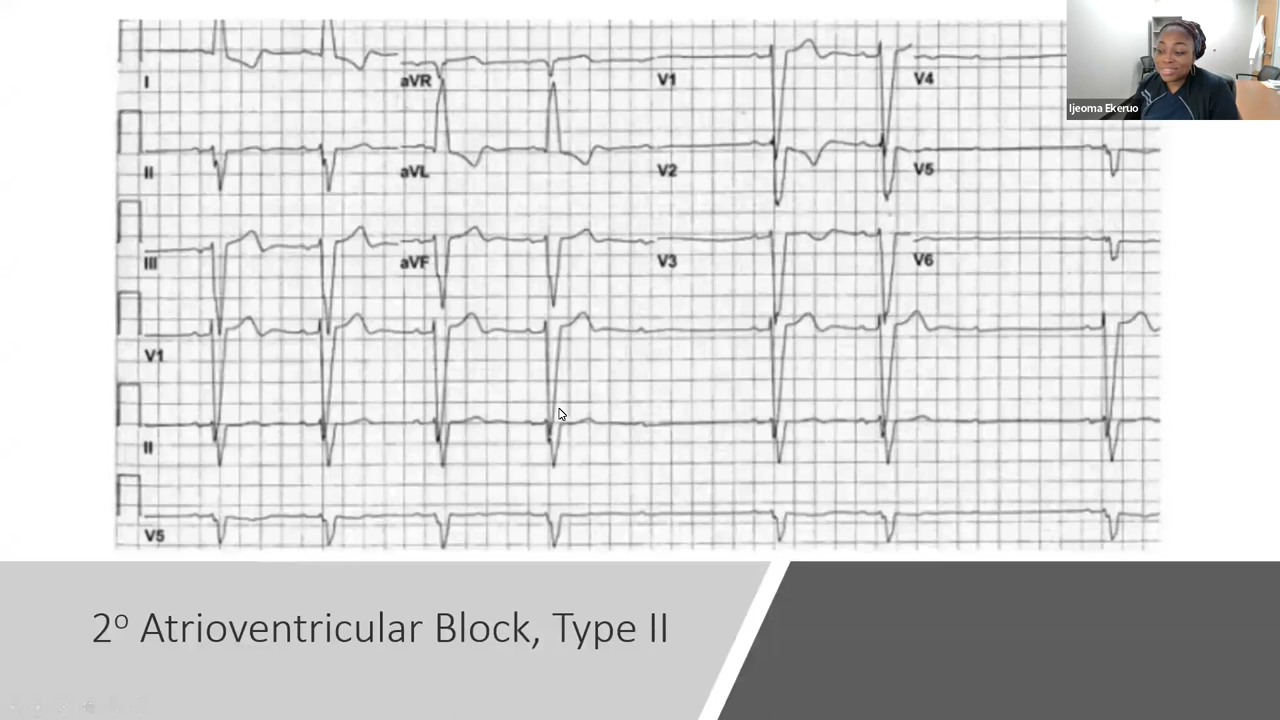 I
aVR
V1
V4
Ijeoma Ekeruo
II
aVL
V2
V5
III
aVF
V3
V6
V1
II
V5
2º Atrioventricular Block, Type II